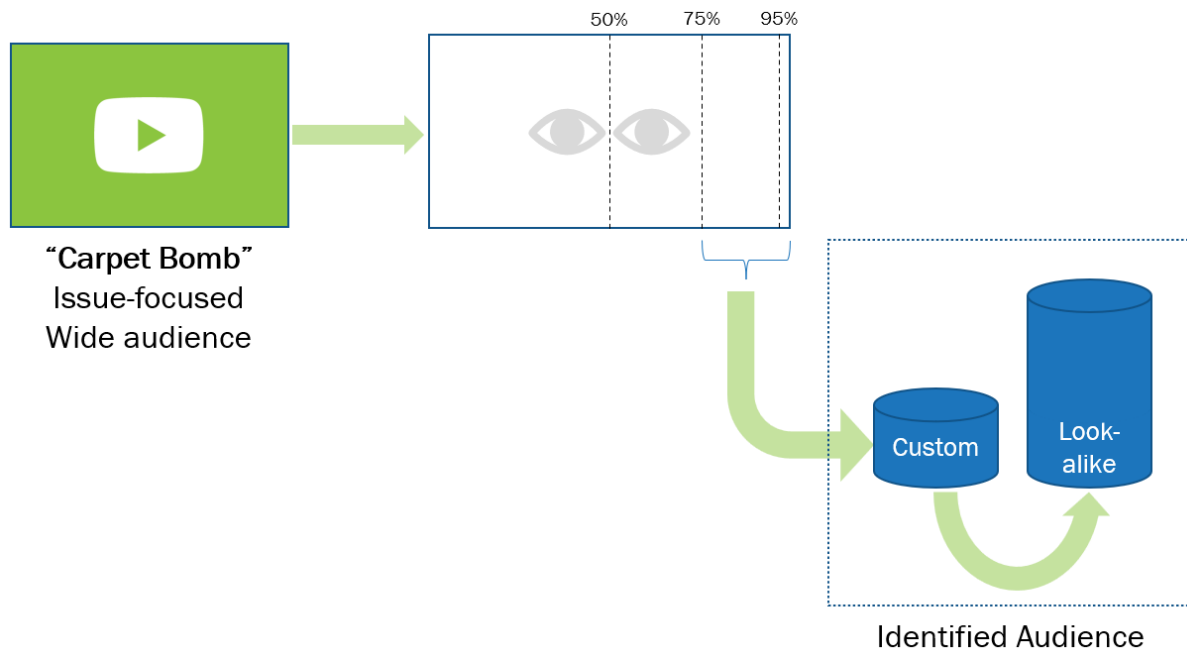 50%
75%
95%
“Carpet Bomb”
Issue-focused
Wide audience
Custom
Look-
alike
Identified Audience